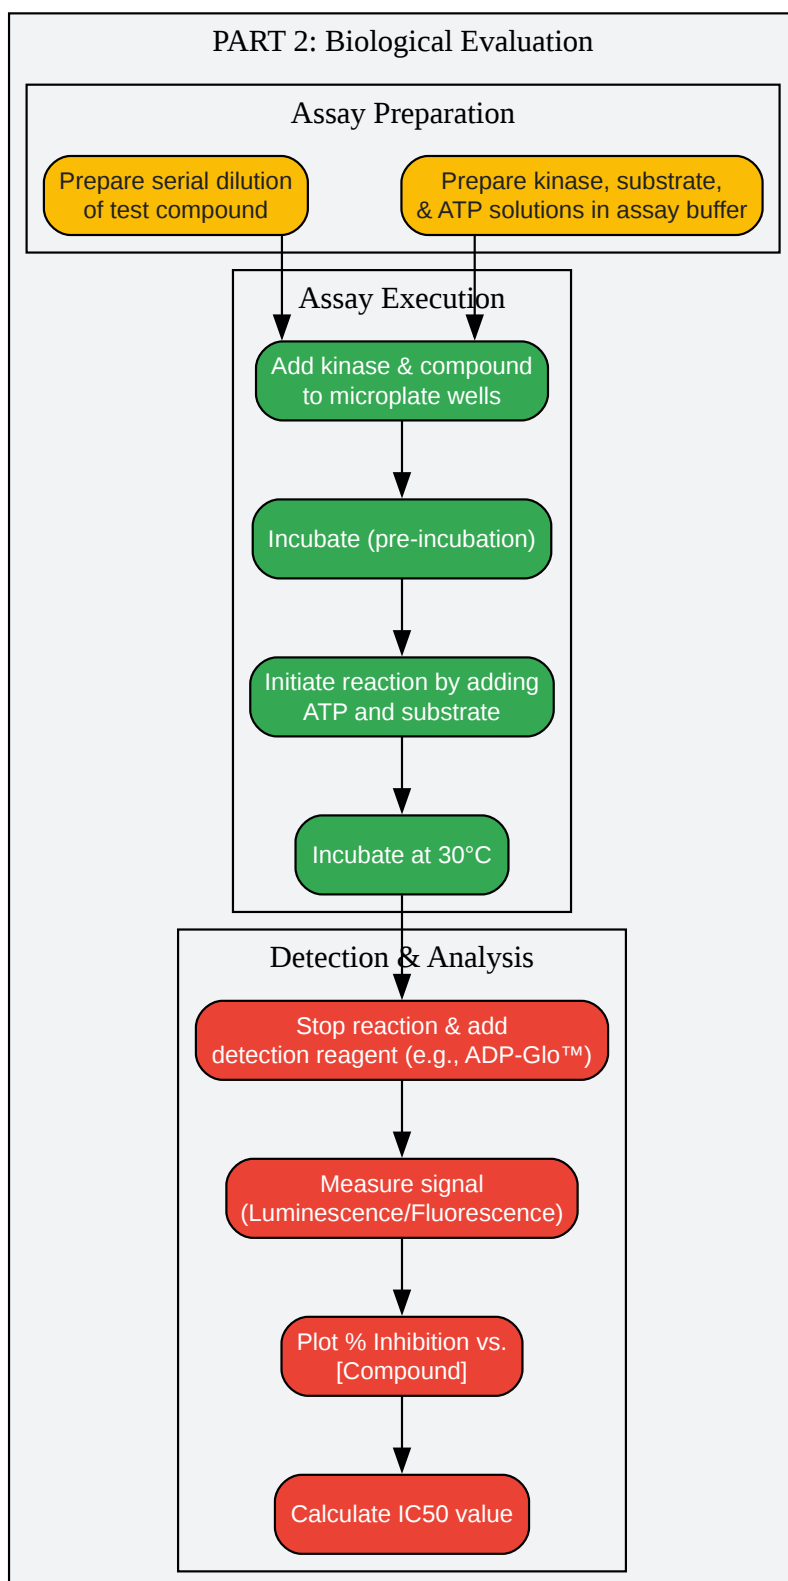 PART 2: Biological Evaluation
Assay Preparation
Prepare serial dilution
of test compound
Prepare kinase, substrate,
& ATP solutions in assay buffer
Assay Execution
Add kinase & compound
to microplate wells
Incubate (pre-incubation)
Initiate reaction by adding
ATP and substrate
Incubate at 30°C
Detection & Analysis
Stop reaction & add
detection reagent (e.g., ADP-Glo™)
Measure signal
(Luminescence/Fluorescence)
Plot % Inhibition vs.
[Compound]
Calculate IC50 value